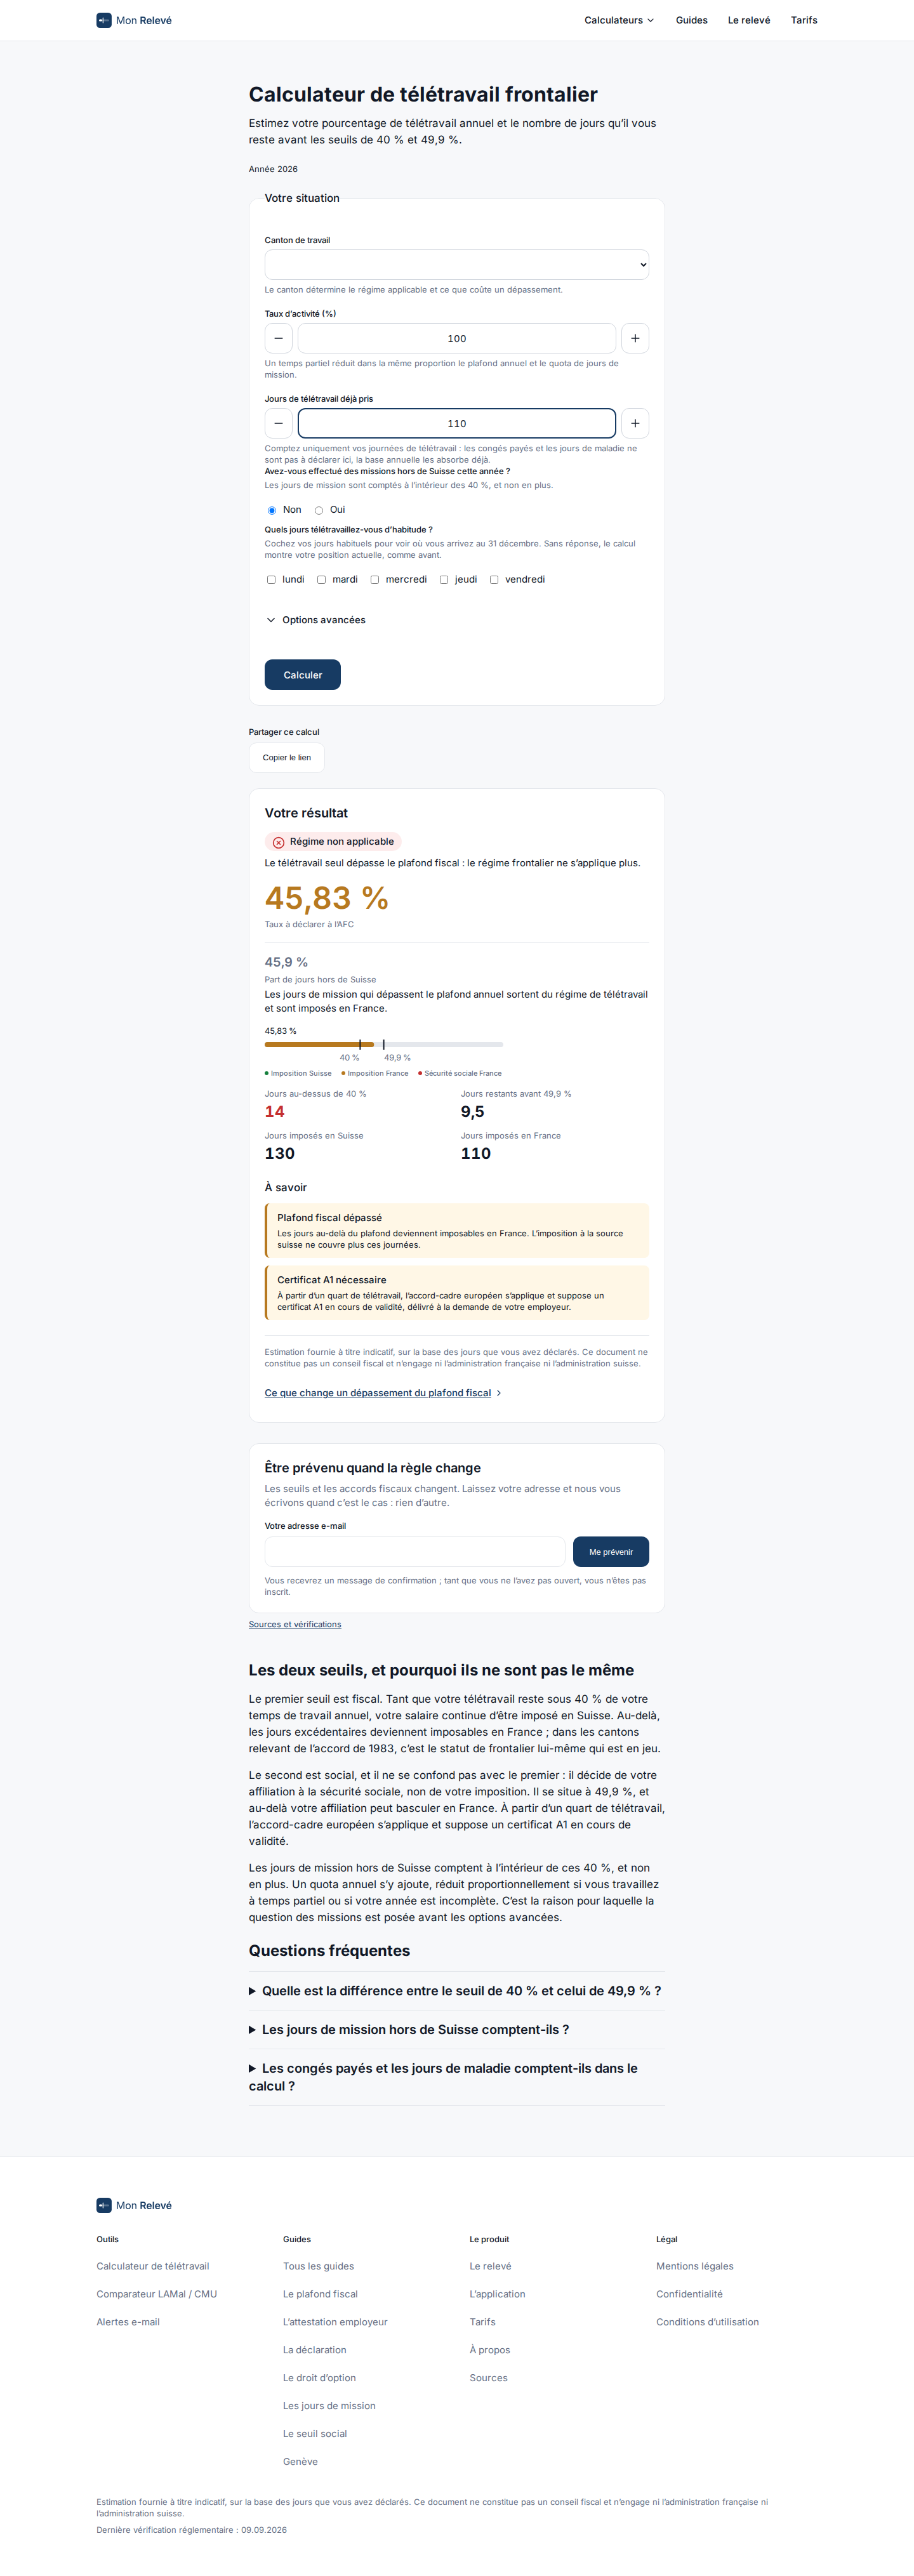 Mon Relevé
Calculateurs
Guides
Le relevé
Tarifs
Calculateur de télétravail frontalier
Estimez votre pourcentage de télétravail annuel et le nombre de jours qu’il vous
reste avant les seuils de 40 % et 49,9 %.
Année 2026
Votre situation
Canton de travail
Le canton détermine le régime applicable et ce que coûte un dépassement.
Taux d’activité (%)
− 100 +
Un temps partiel réduit dans la même proportion le plafond annuel et le quota de jours de
mission.
Jours de télétravail déjà pris
− 110 +
Comptez uniquement vos journées de télétravail : les congés payés et les jours de maladie ne
sont pas à déclarer ici, la base annuelle les absorbe déjà.
Avez-vous effectué des missions hors de Suisse cette année ?
Les jours de mission sont comptés à l’intérieur des 40 %, et non en plus.
Non Oui
Quels jours télétravaillez-vous d’habitude ?
Cochez vos jours habituels pour voir où vous arrivez au 31 décembre. Sans réponse, le calcul
montre votre position actuelle, comme avant.
lundi mardi mercredi jeudi vendredi
Options avancées
Calculer
Partager ce calcul
Copier le lien
Votre résultat
Régime non applicable
Le télétravail seul dépasse le plafond fiscal : le régime frontalier ne s’applique plus.
45,83 %
Taux à déclarer à l’AFC
45,9 %
Part de jours hors de Suisse
Les jours de mission qui dépassent le plafond annuel sortent du régime de télétravail
et sont imposés en France.
45,83 %
40 % 49,9 %
Imposition Suisse Imposition France Sécurité sociale France
Jours au-dessus de 40 % Jours restants avant 49,9 %
14 9,5
Jours imposés en Suisse Jours imposés en France
130 110
À savoir
Plafond fiscal dépassé
Les jours au-delà du plafond deviennent imposables en France. L’imposition à la source
suisse ne couvre plus ces journées.
Certificat A1 nécessaire
À partir d’un quart de télétravail, l’accord-cadre européen s’applique et suppose un
certificat A1 en cours de validité, délivré à la demande de votre employeur.
Estimation fournie à titre indicatif, sur la base des jours que vous avez déclarés. Ce document ne
constitue pas un conseil fiscal et n’engage ni l’administration française ni l’administration suisse.
Ce que change un dépassement du plafond fiscal
Être prévenu quand la règle change
Les seuils et les accords fiscaux changent. Laissez votre adresse et nous vous
écrivons quand c’est le cas : rien d’autre.
Votre adresse e-mail
Me prévenir
Vous recevrez un message de confirmation ; tant que vous ne l’avez pas ouvert, vous n’êtes pas
inscrit.
Sources et vérifications
Les deux seuils, et pourquoi ils ne sont pas le même
Le premier seuil est fiscal. Tant que votre télétravail reste sous 40 % de votre
temps de travail annuel, votre salaire continue d’être imposé en Suisse. Au-delà,
les jours excédentaires deviennent imposables en France ; dans les cantons
relevant de l’accord de 1983, c’est le statut de frontalier lui-même qui est en jeu.
Le second est social, et il ne se confond pas avec le premier : il décide de votre
affiliation à la sécurité sociale, non de votre imposition. Il se situe à 49,9 %, et
au-delà votre affiliation peut basculer en France. À partir d’un quart de télétravail,
l’accord-cadre européen s’applique et suppose un certificat A1 en cours de
validité.
Les jours de mission hors de Suisse comptent à l’intérieur de ces 40 %, et non
en plus. Un quota annuel s’y ajoute, réduit proportionnellement si vous travaillez
à temps partiel ou si votre année est incomplète. C’est la raison pour laquelle la
question des missions est posée avant les options avancées.
Questions fréquentes
Quelle est la différence entre le seuil de 40 % et celui de 49,9 % ?
Les jours de mission hors de Suisse comptent-ils ?
Les congés payés et les jours de maladie comptent-ils dans le
calcul ?
Mon Relevé
Outils
Calculateur de télétravail
Comparateur LAMal / CMU
Alertes e-mail
Guides
Tous les guides
Le plafond fiscal
L’attestation employeur
La déclaration
Le droit d’option
Les jours de mission
Le seuil social
Genève
Le produit
Le relevé
L’application
Tarifs
À propos
Sources
Légal
Mentions légales
Confidentialité
Conditions d’utilisation
Estimation fournie à titre indicatif, sur la base des jours que vous avez déclarés. Ce document ne constitue pas un conseil fiscal et n’engage ni l’administration française ni
l’administration suisse.
Dernière vérification réglementaire : 09.09.2026